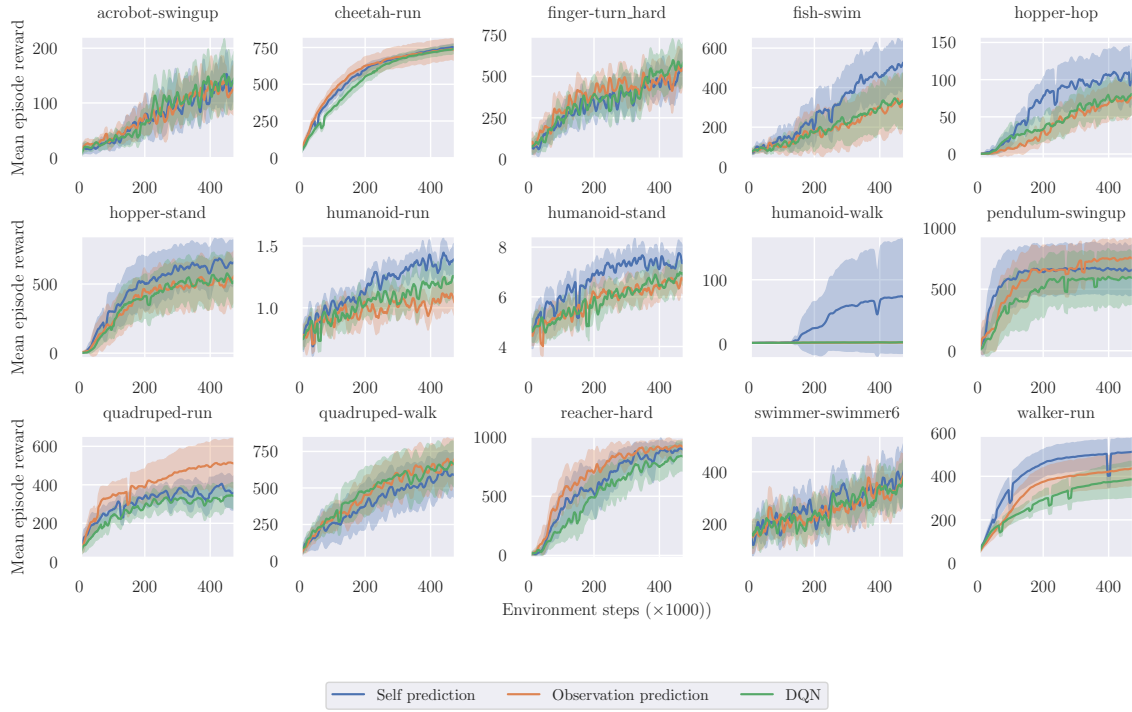 acrobot-swingup cheetah-run finger-turn_hard fish-swim hopper-hop
Mean episode reward
200
100
0
0 200 400
750
500
250
0
0 200 400
750
500
250
0
0 200 400
600
400
200
0
0 200 400
150
100
50
0
0 200 400
hopper-stand humanoid-run humanoid-stand humanoid-walk pendulum-swingup
Mean episode reward
500
0
0 200 400
1.5
1.0
0 200 400
8
6
4
0 200 400
100
0
0 200 400
1000
500
0
0 200 400
quadruped-run quadruped-walk reacher-hard swimmer-swimmer6 walker-run
Mean episode reward
600
400
200
0
0 200 400
750
500
250
0
0 200 400
1000
500
0
0 200 400
400
200
0 200 400
600
400
200
0
0 200 400
Environment steps (×1000))
Self prediction Observation prediction DQN